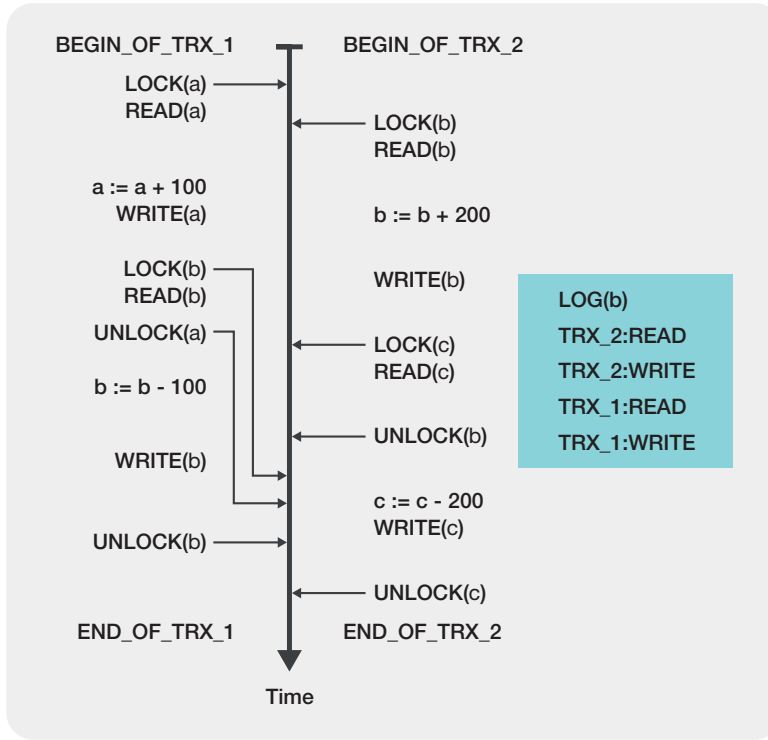 BEGIN_OF_TRX_1
LOCK(a)
READ(a)
a := a + 100
WRITE(a)
LOCK(b)
READ(b)
UNLOCK(a)
b := b - 100
WRITE(b)
UNLOCK(b)
END_OF_TRX_1
BEGIN_OF_TRX_2
LOCK(b)
READ(b)
b := b + 200
WRITE(b)
LOCK(c)
READ(c)
UNLOCK(b)
c := c - 200
WRITE(c)
UNLOCK(c)
END_OF_TRX_2
Time
LOG(b)
TRX_2:READ
TRX_2:WRITE
TRX_1:READ
TRX_1:WRITE